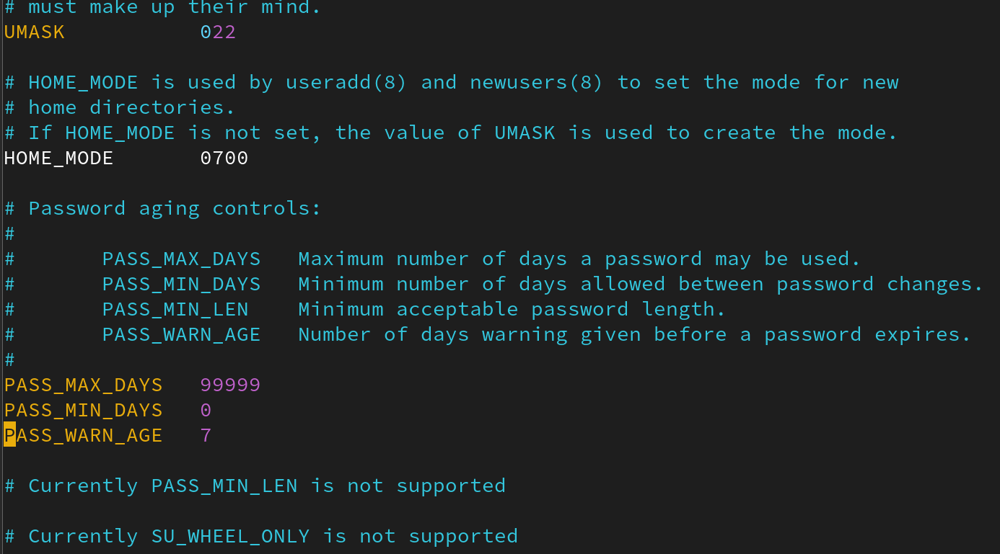 # must make up their mind.
UMASK           022

# HOME_MODE is used by useradd(8) and newusers(8) to set the mode for new
# home directories.
# If HOME_MODE is not set, the value of UMASK is used to create the mode.
HOME_MODE       0700

# Password aging controls:
#
#       PASS_MAX_DAYS   Maximum number of days a password may be used.
#       PASS_MIN_DAYS   Minimum number of days allowed between password changes.
#       PASS_MIN_LEN    Minimum acceptable password length.
#       PASS_WARN_AGE   Number of days warning given before a password expires.
#
PASS_MAX_DAYS   99999
PASS_MIN_DAYS   0
PASS_WARN_AGE   7

# Currently PASS_MIN_LEN is not supported

# Currently SU_WHEEL_ONLY is not supported